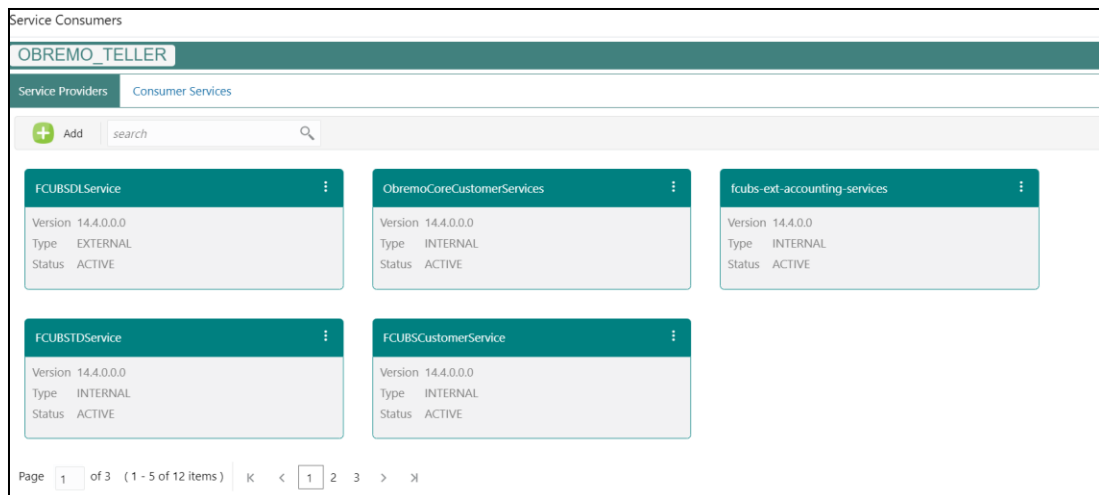 Service Consumers
OBREMO_TELLER
Service Providers Consumer Services
Add search
FCUBSDLService
Version 14.4.0.0.0
Type EXTERNAL
Status ACTIVE
ObremoCoreCustomerServices
Version 14.4.0.0.0
Type INTERNAL
Status ACTIVE
fcubs-ext-accounting-services
Version 14.4.0.0
Type INTERNAL
Status ACTIVE
FCUBSTDService
Version 14.4.0.0.0
Type INTERNAL
Status ACTIVE
FCUBSCustomerService
Version 14.4.0.0.0
Type INTERNAL
Status ACTIVE
Page 1 of 3 (1 - 5 of 12 items) 1 2 3